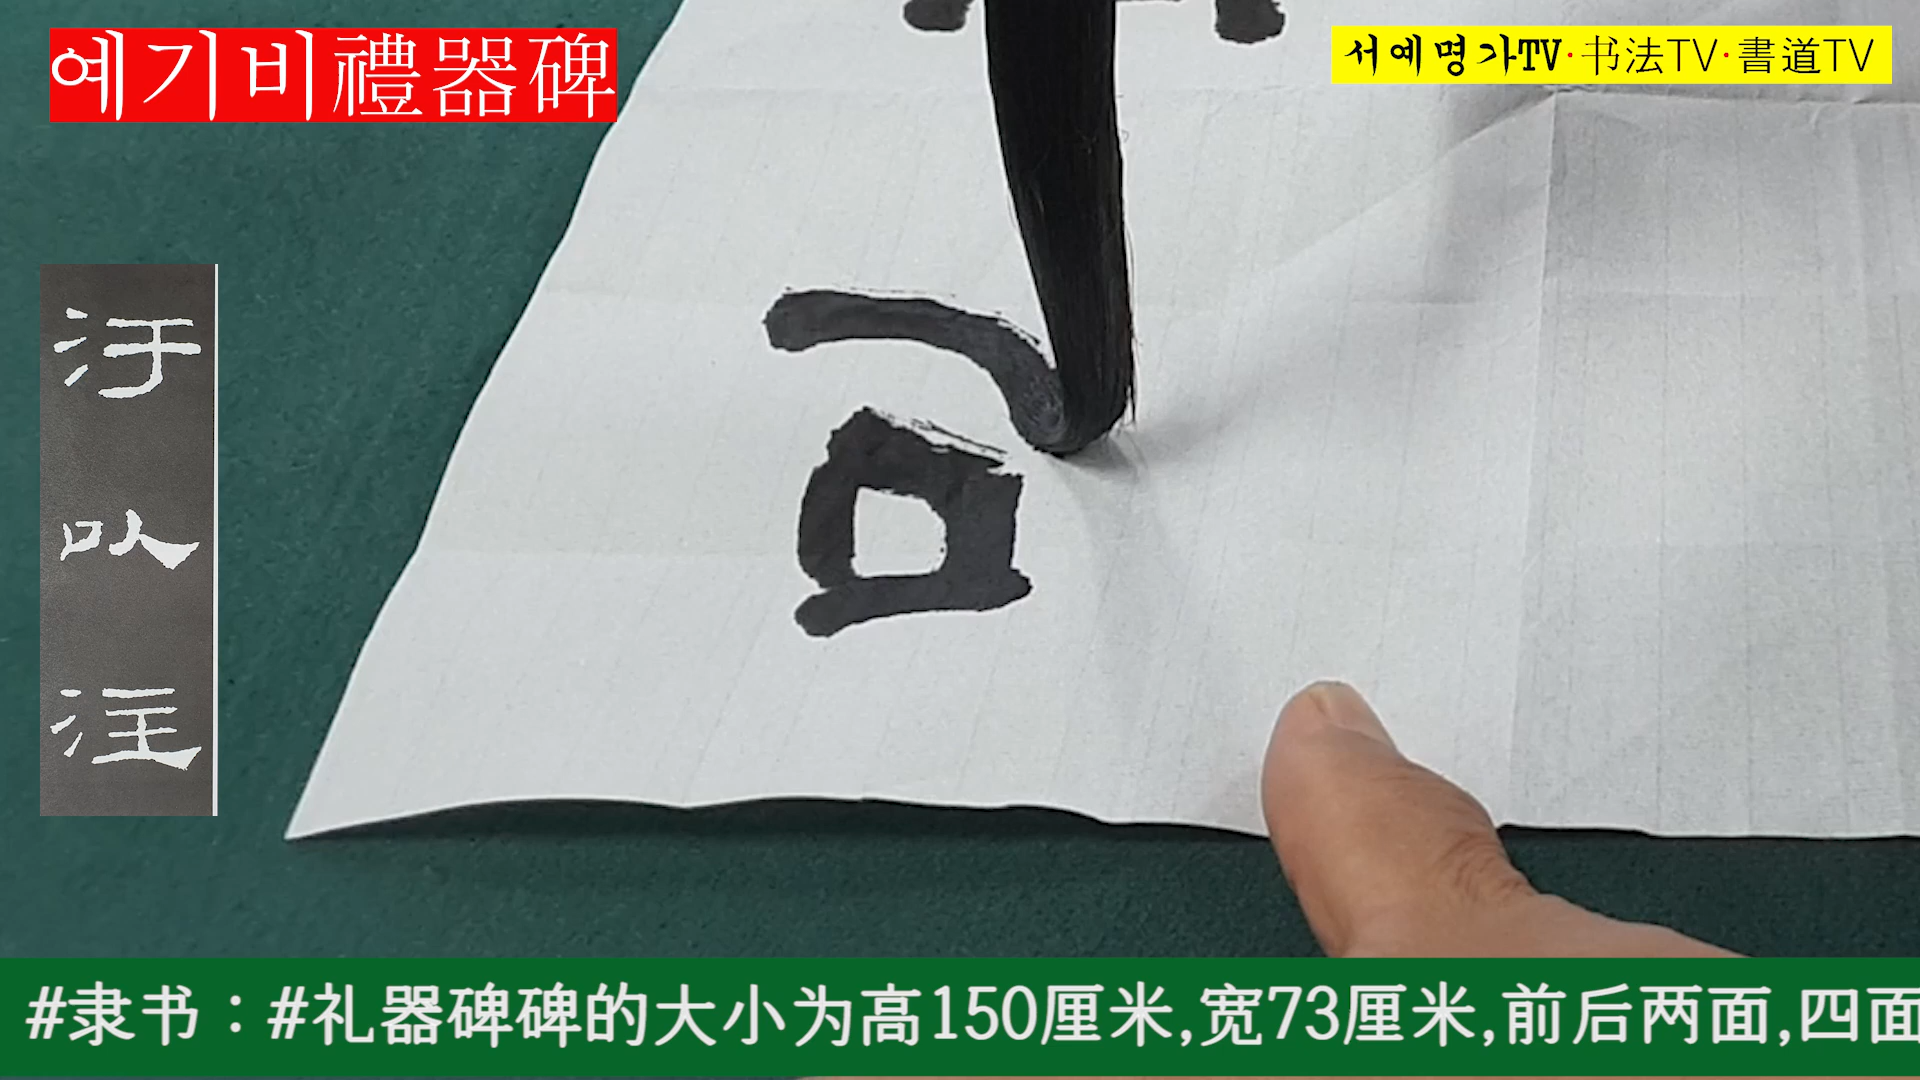 예기비禮器碑
서예명가TV·书法TV·書道TV
汙
以
注
#隶书：#礼器碑碑的大小为高150厘米,宽73厘米,前后两面,四面